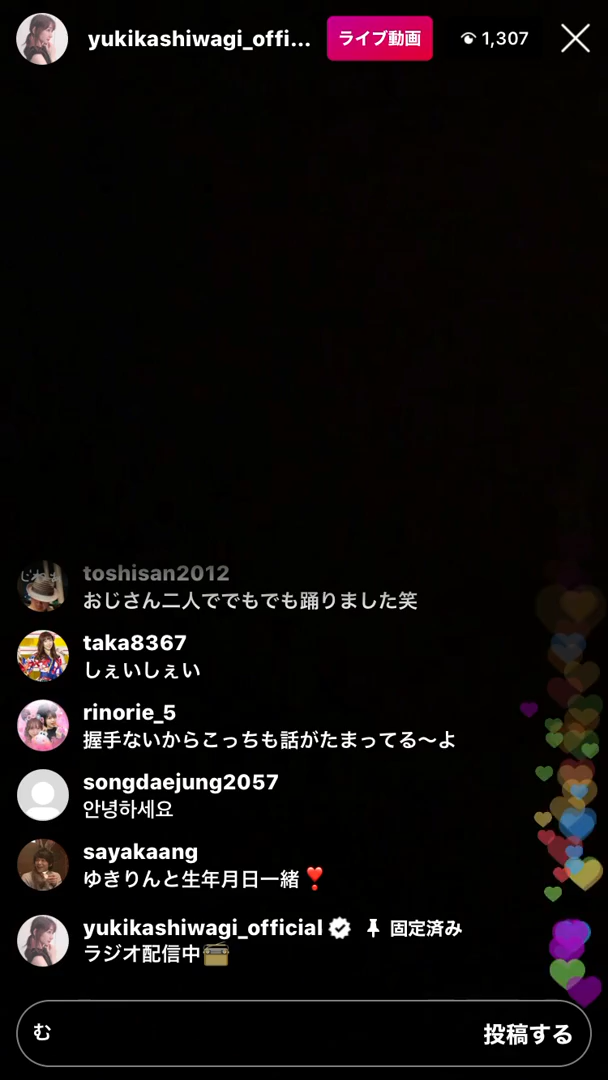 yukikashiwagi_offi...
ライブ動画
1,307
toshisan2012
おじさん二人ででもでも踊りました笑
taka8367
しぇいしぇい
rinorie_5
握手ないからこっちも話がたまってる〜よ
songdaejung2057
안녕하세요
sayakaang
ゆきりんと生年月日一緒❣️
yukikashiwagi_official 固定済み
ラジオ配信中📻
む
投稿する